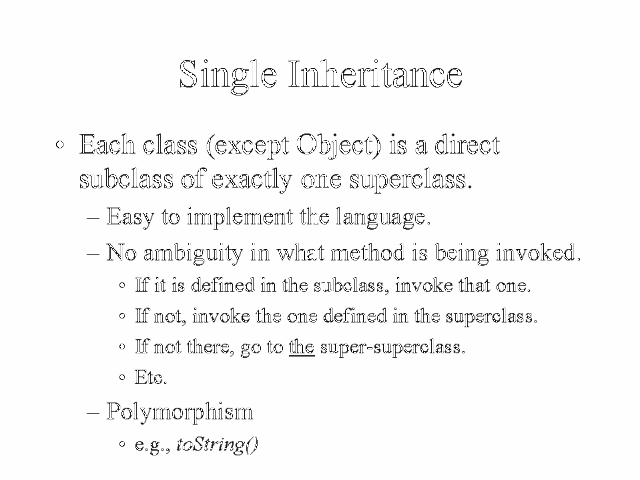 Single Inheritance
• Each class (except Object) is a direct
subclass of exactly one superclass.
– Easy to implement the language.
– No ambiguity in what method is being invoked.
• If it is defined in the subclass, invoke that one.
• If not, invoke the one defined in the superclass.
• If not there, go to the super-superclass.
• Etc.
– Polymorphism
• e.g., toString()